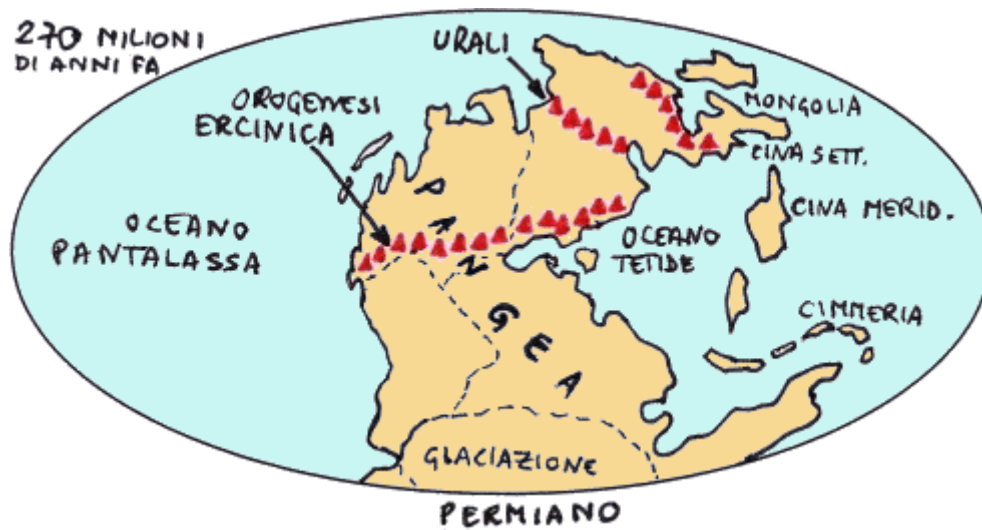 270 MILIONI
DI ANNI FA
URALI
OROGENESI
ERCINICA
MONGOLIA
CINA SETT.
CINA MERID.
OCEANO
PANTALASSA
OCEANO
TETIDE
PANGEA
CIMMERIA
GLACIAZIONE
PERMIANO